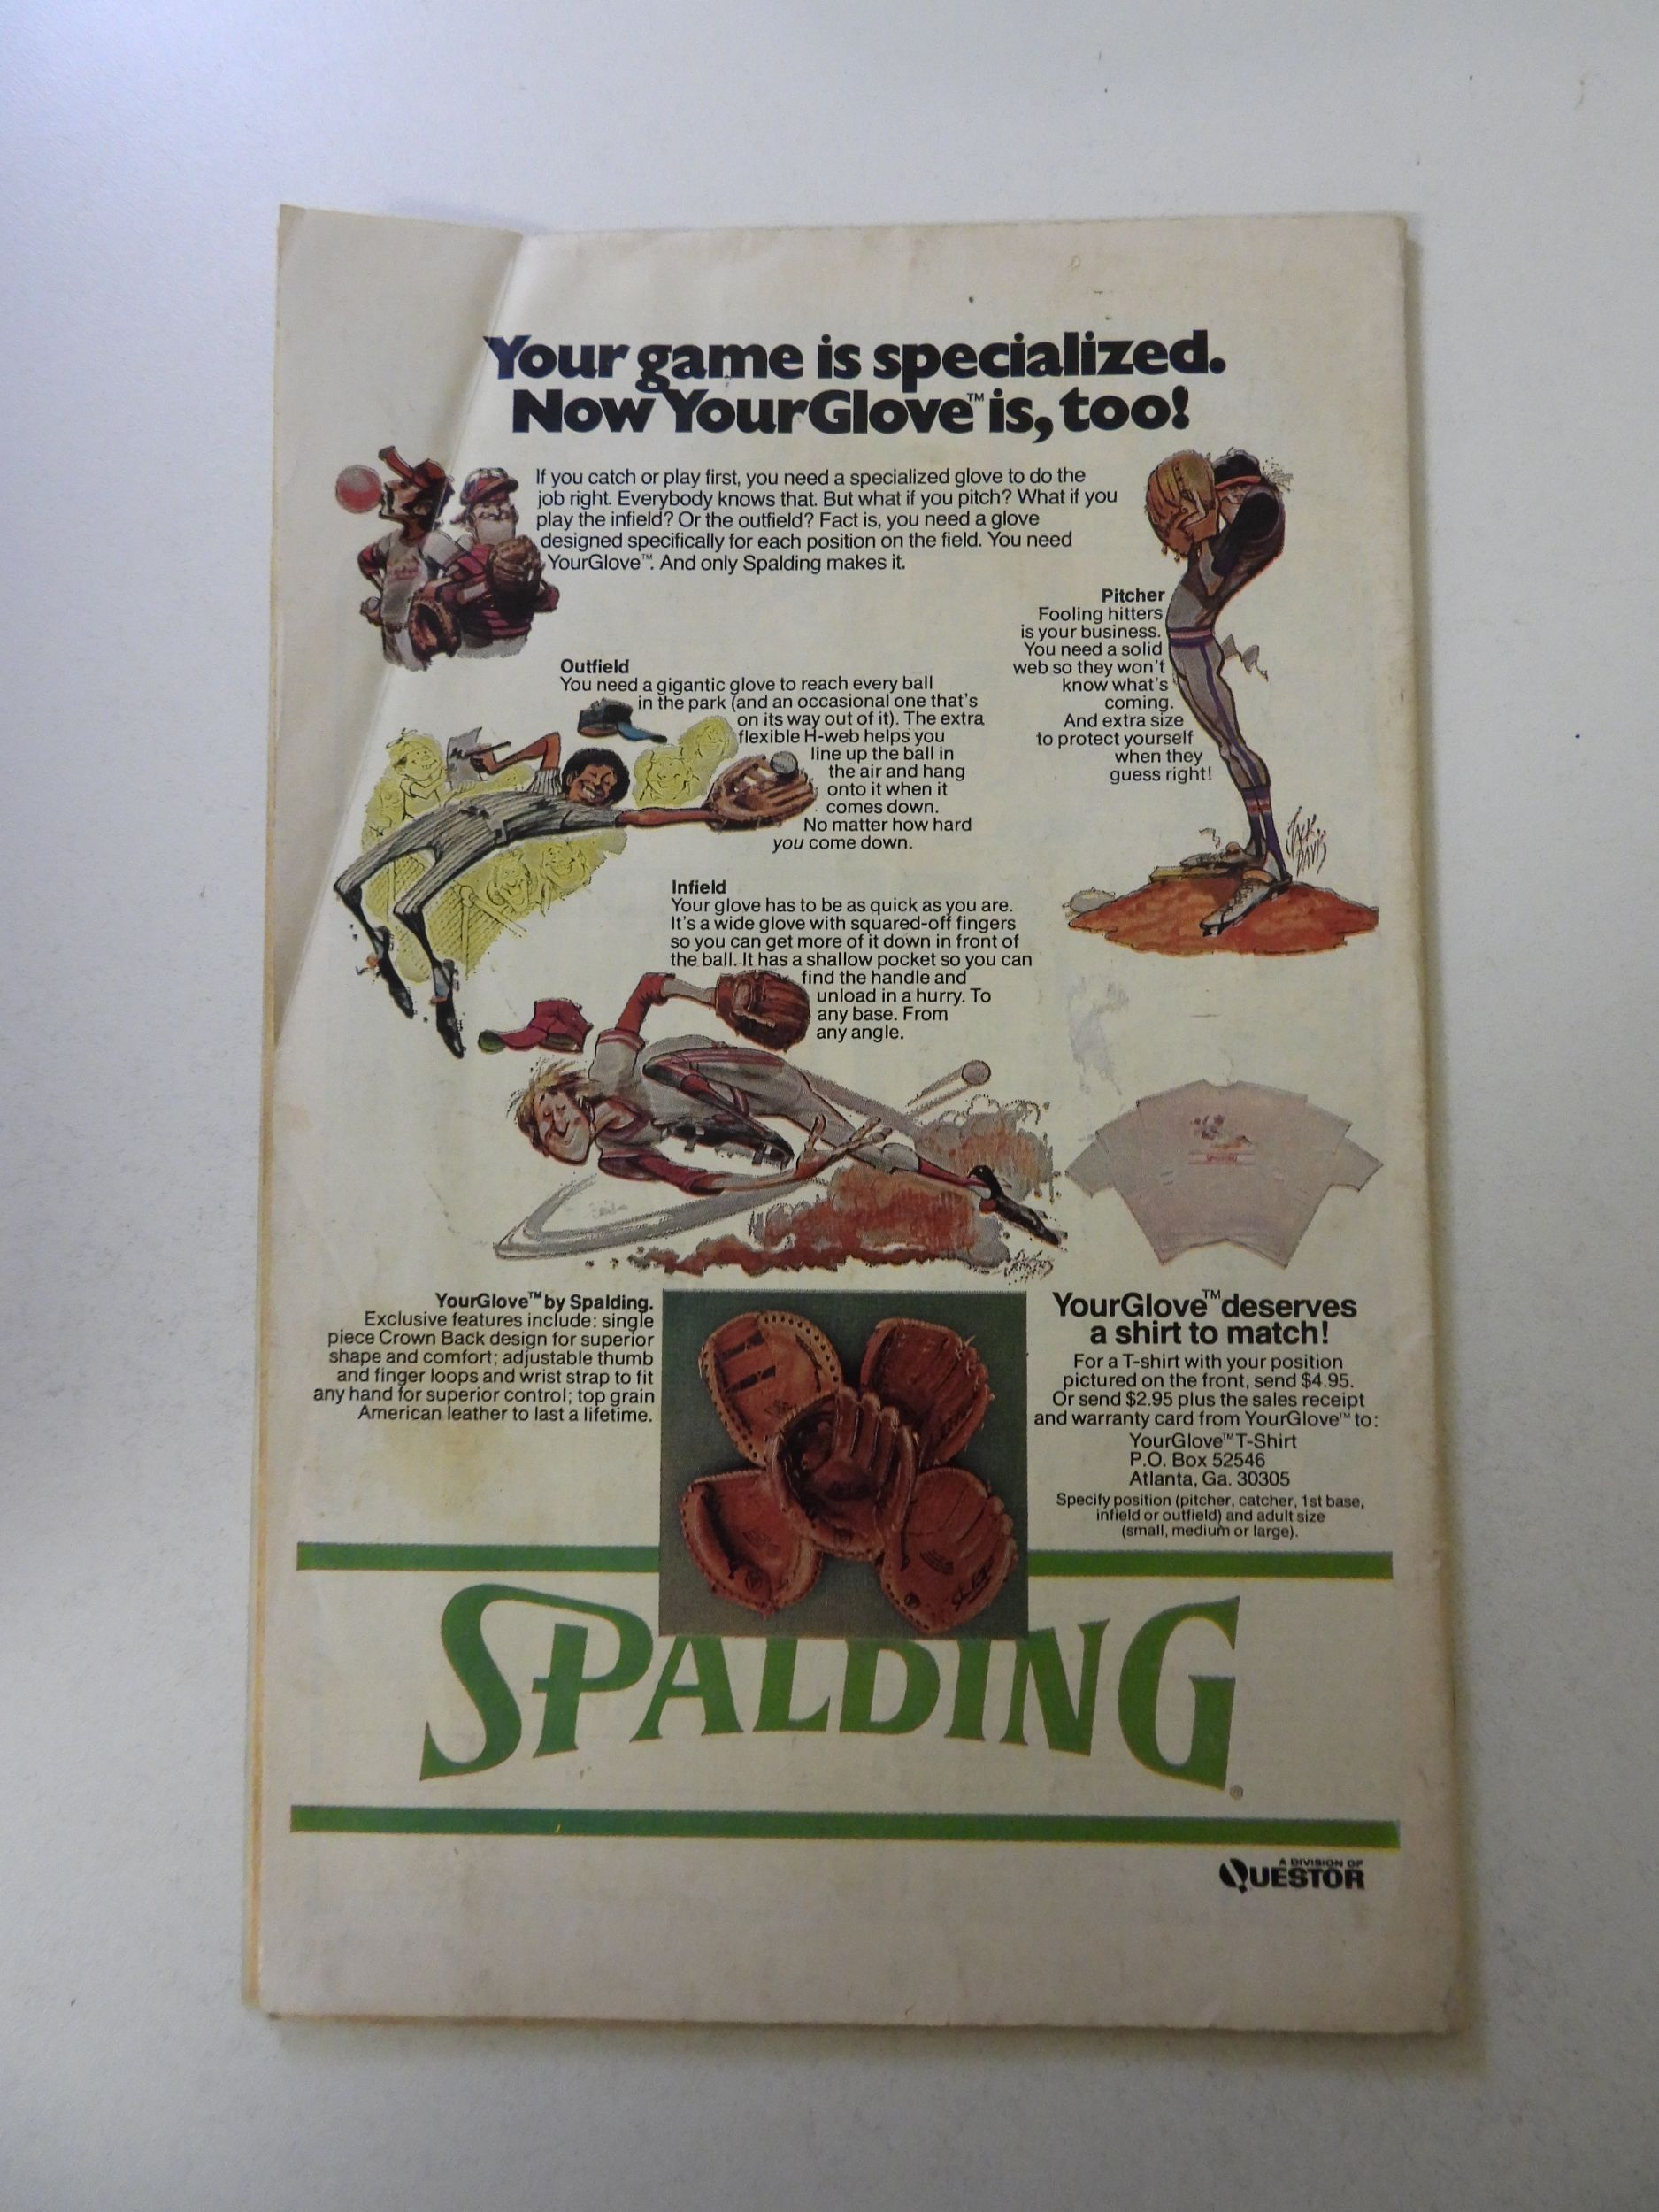 Your game is specialized.
Now YourGlove™ is, too!
If you catch or play first, you need a specialized glove to do the
job right. Everybody knows that. But what if you pitch? What if you
play the infield? Or the outfield? Fact is, you need a glove
designed specifically for each position on the field. You need
YourGlove™. And only Spalding makes it.
Pitcher
Fooling hitters
is your business.
You need a solid
web so they won't
know what's
coming.
And extra size
to protect yourself
when they
guess right!
JACK
DAVIS
Outfield
You need a gigantic glove to reach every ball
in the park (and an occasional one that's
on its way out of it). The extra
flexible H-web helps you
line up the ball in
the air and hang
onto it when it
comes down.
No matter how hard
you come down.
Infield
Your glove has to be as quick as you are.
It's a wide glove with squared-off fingers
so you can get more of it down in front of
the ball. It has a shallow pocket so you can
find the handle and
unload in a hurry. To
any base. From
any angle.
SPALDING
YourGlove™ by Spalding.
Exclusive features include: single
piece Crown Back design for superior
shape and comfort; adjustable thumb
and finger loops and wrist strap to fit
any hand for superior control; top grain
American leather to last a lifetime.
YourGlove™ deserves
a shirt to match!
For a T-shirt with your position
pictured on the front, send $4.95.
Or send $2.95 plus the sales receipt
and warranty card from YourGlove™ to:
YourGlove™ T-Shirt
P.O. Box 52546
Atlanta, Ga. 30305
Specify position (pitcher, catcher, 1st base,
infield or outfield) and adult size
(small, medium or large).
SPALDING®
A DIVISION OF
QUESTOR